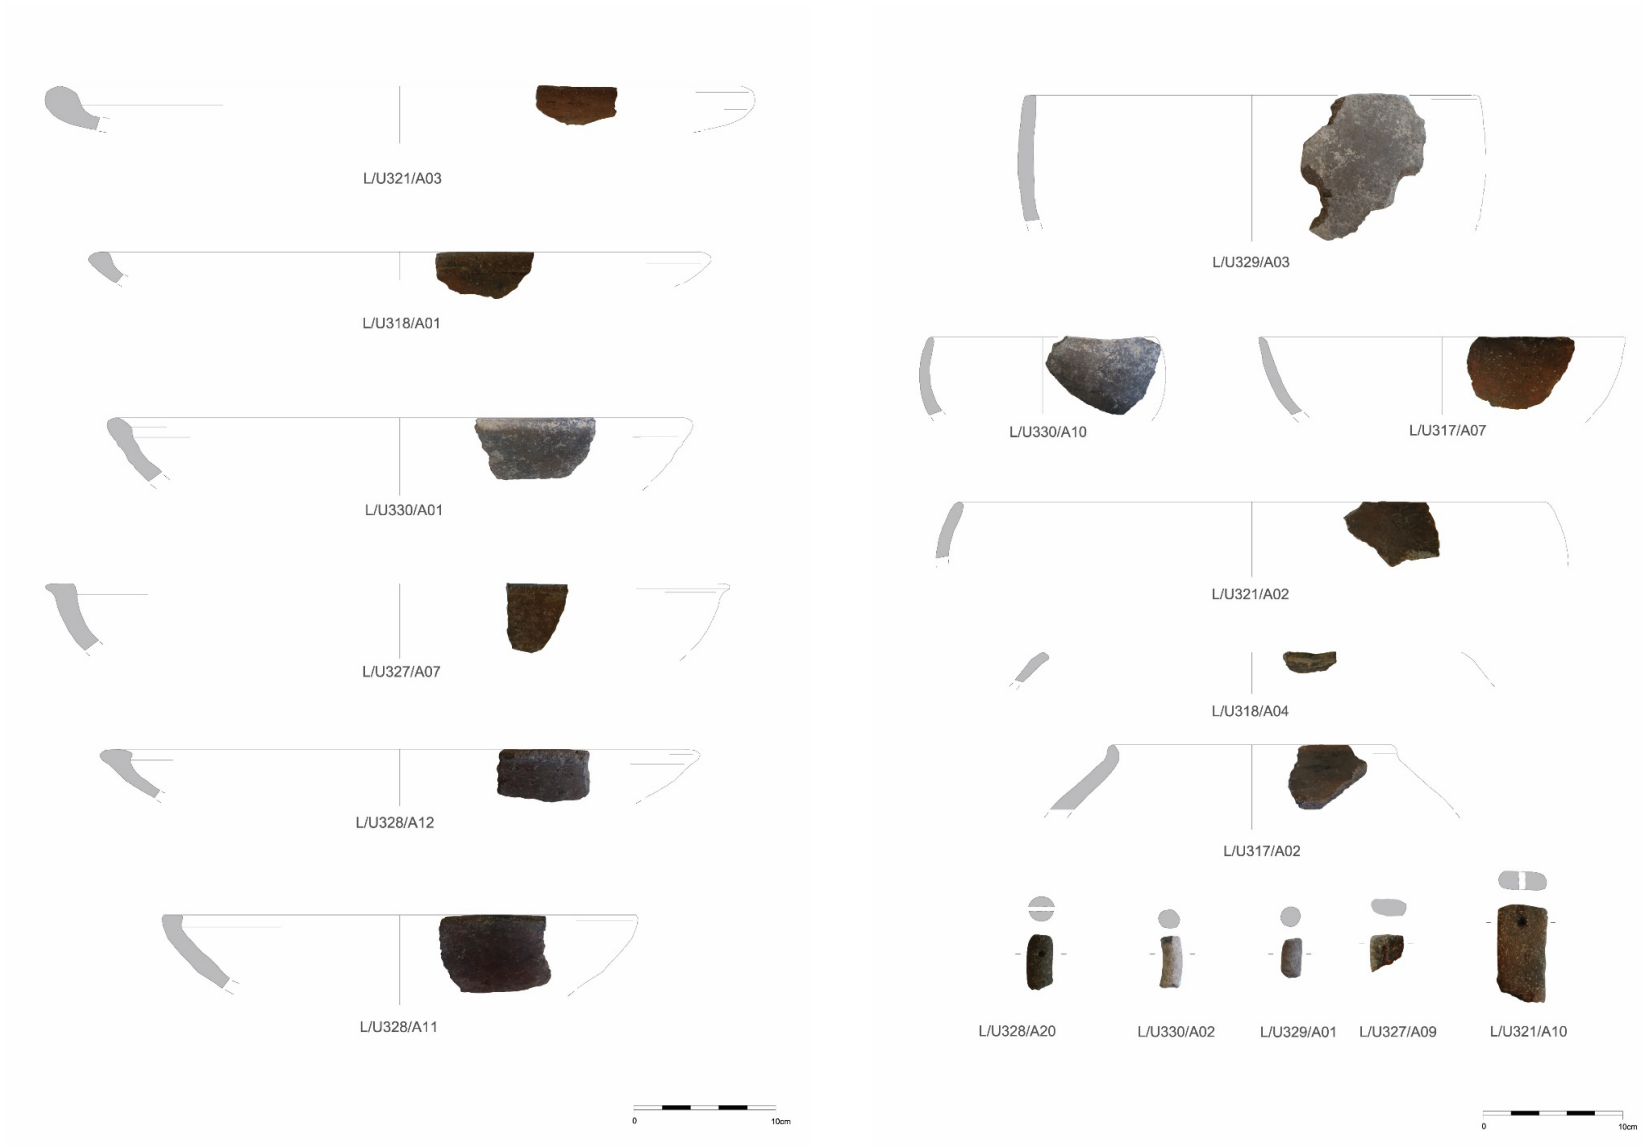 L/U321/A03
L/U318/A01
L/U330/A01
L/U327/A07
L/U328/A12
L/U328/A11
0 10cm
L/U329/A03
L/U330/A10 L/U317/A07
L/U321/A02
L/U318/A04
L/U317/A02
L/U328/A20 L/U330/A02 L/U329/A01 L/U327/A09 L/U321/A10
0 10cm